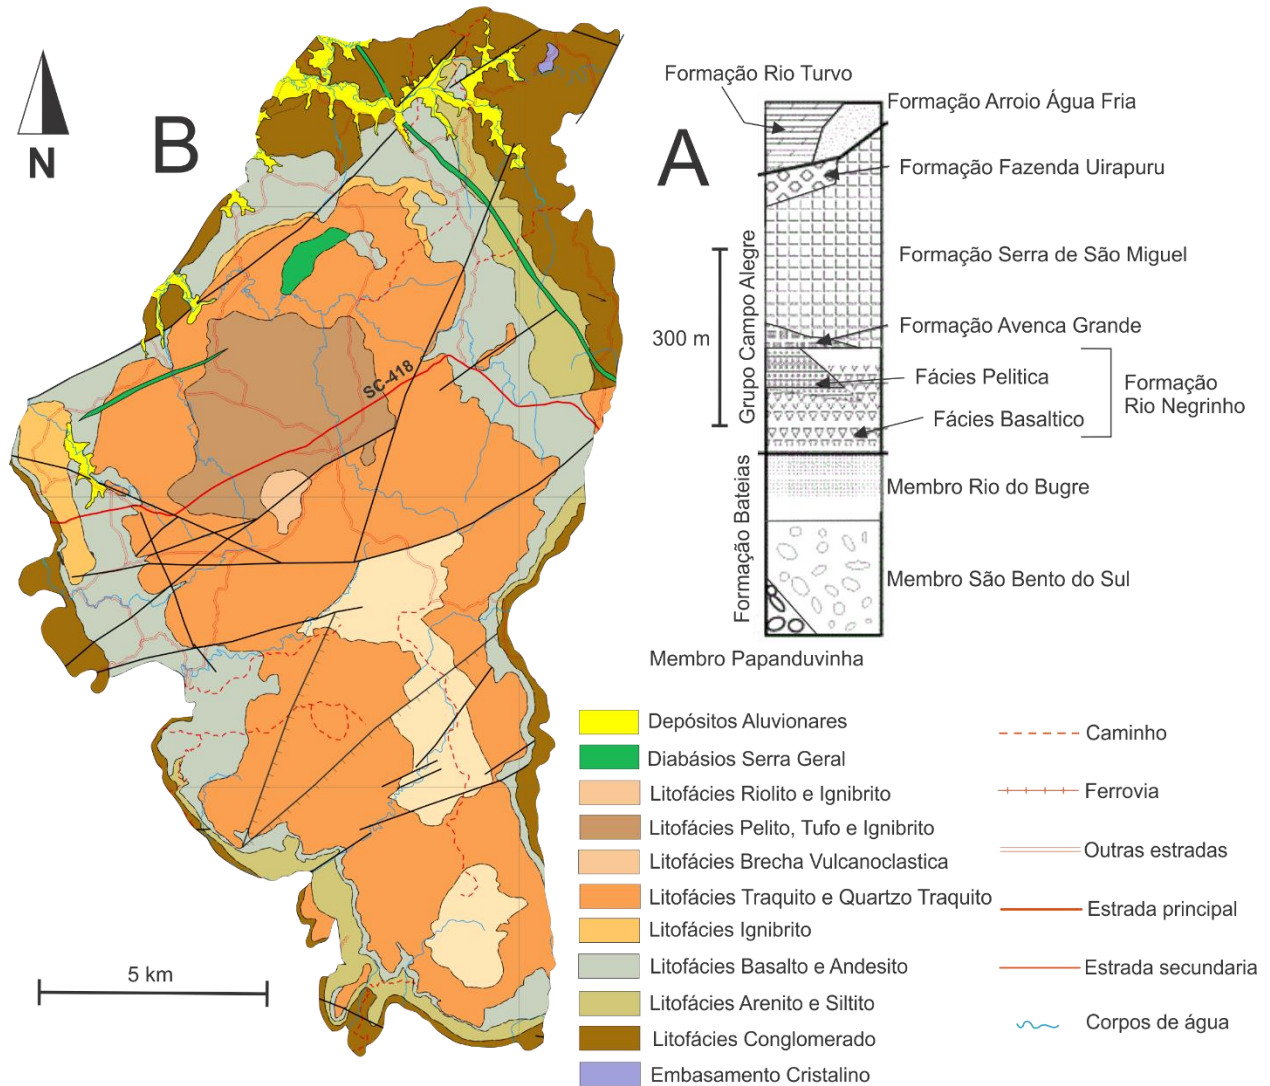 B
N
SC-418
5 km
A
Formação Rio Turvo
Formação Arroio Água Fria
Formação Fazenda Uirapuru
Formação Serra de São Miguel
Formação Avenca Grande
Fácies Pelitica
Fácies Basaltico
Formação
Rio Negrinho
Membro Rio do Bugre
Membro São Bento do Sul
Membro Papanduvinha
300 m
Grupo Campo Alegre
Formação Bateias
Depósitos Aluvionares
Diabásios Serra Geral
Litofácies Riolito e Ignibrito
Litofácies Pelito, Tufo e Ignibrito
Litofácies Brecha Vulcanoclastica
Litofácies Traquito e Quartzo Traquito
Litofácies Ignibrito
Litofácies Basalto e Andesito
Litofácies Arenito e Siltito
Litofácies Conglomerado
Embasamento Cristalino
Caminho
Ferrovia
Outras estradas
Estrada principal
Estrada secundaria
Corpos de água